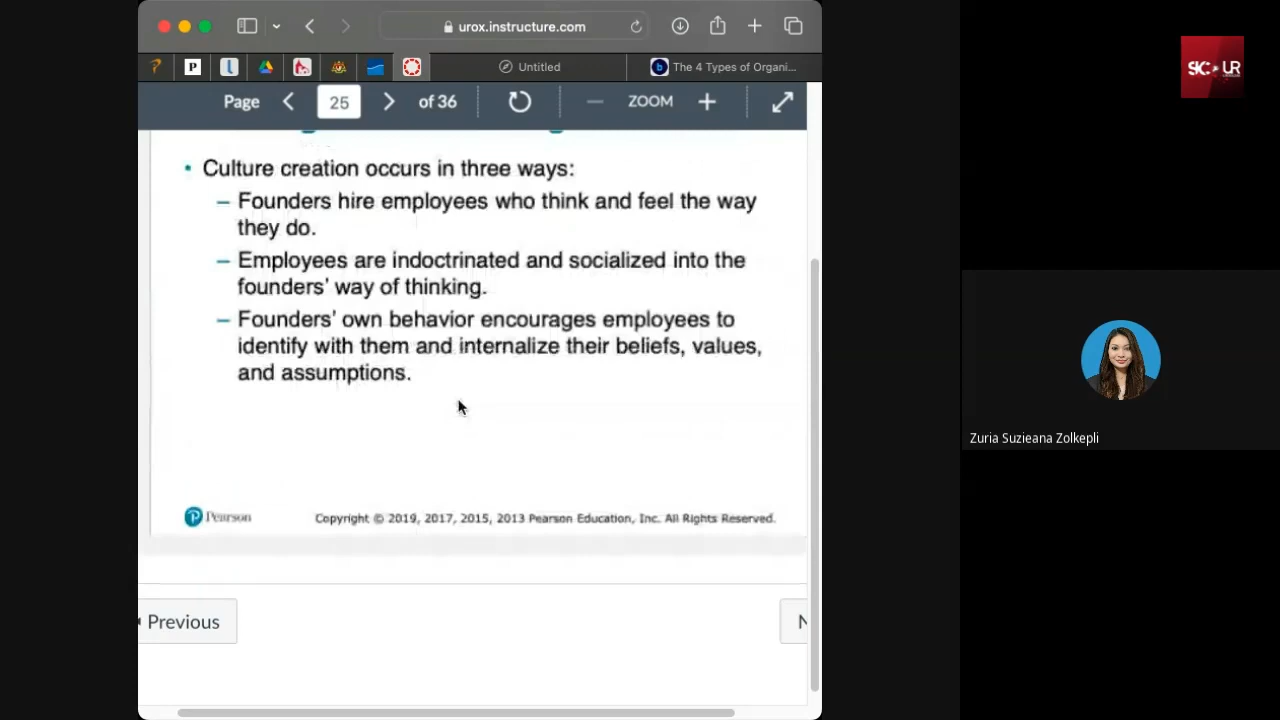 urox.instructure.com
P
Untitled
The 4 Types of Organi...
Page 25 of 36 ZOOM
• Culture creation occurs in three ways:
– Founders hire employees who think and feel the way
they do.
– Employees are indoctrinated and socialized into the
founders' way of thinking.
– Founders' own behavior encourages employees to
identify with them and internalize their beliefs, values,
and assumptions.
Pearson
Copyright © 2019, 2017, 2015, 2013 Pearson Education, Inc. All Rights Reserved.
Previous
Zuria Suzieana Zolkepli